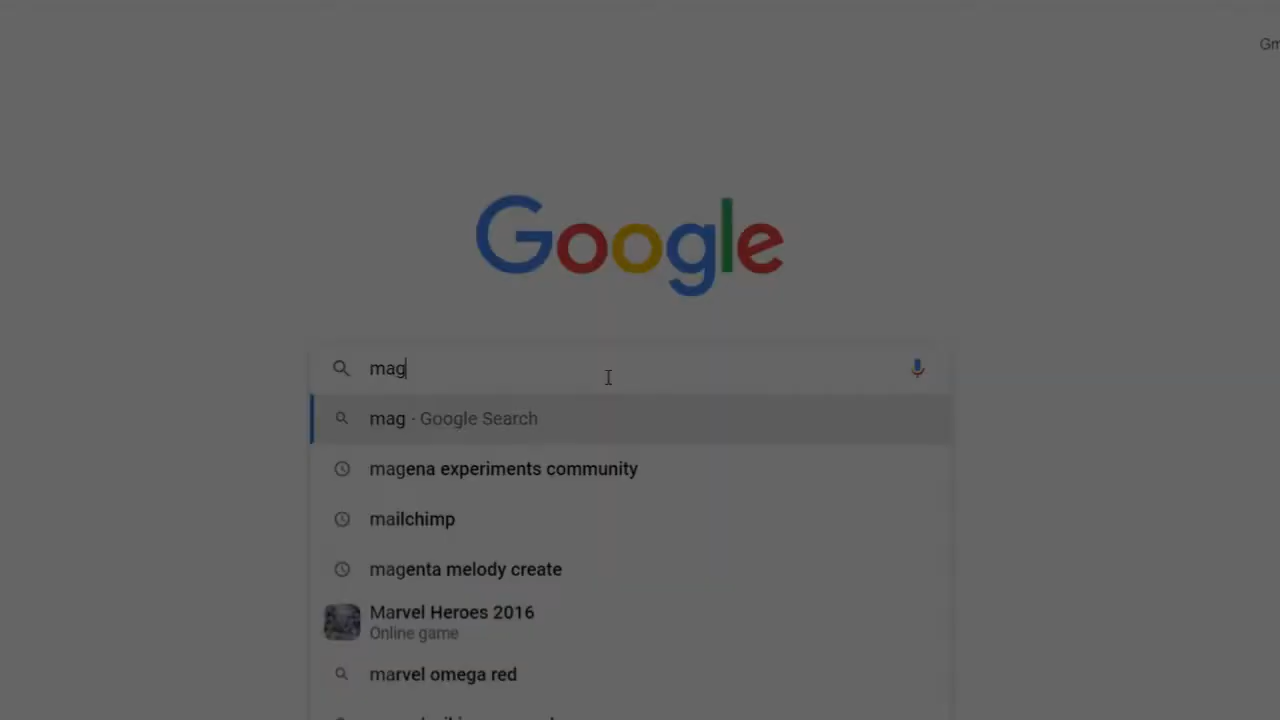 Gm
Google
mag
mag - Google Search
magena experiments community
mailchimp
magenta melody create
Marvel Heroes 2016
Online game
marvel omega red